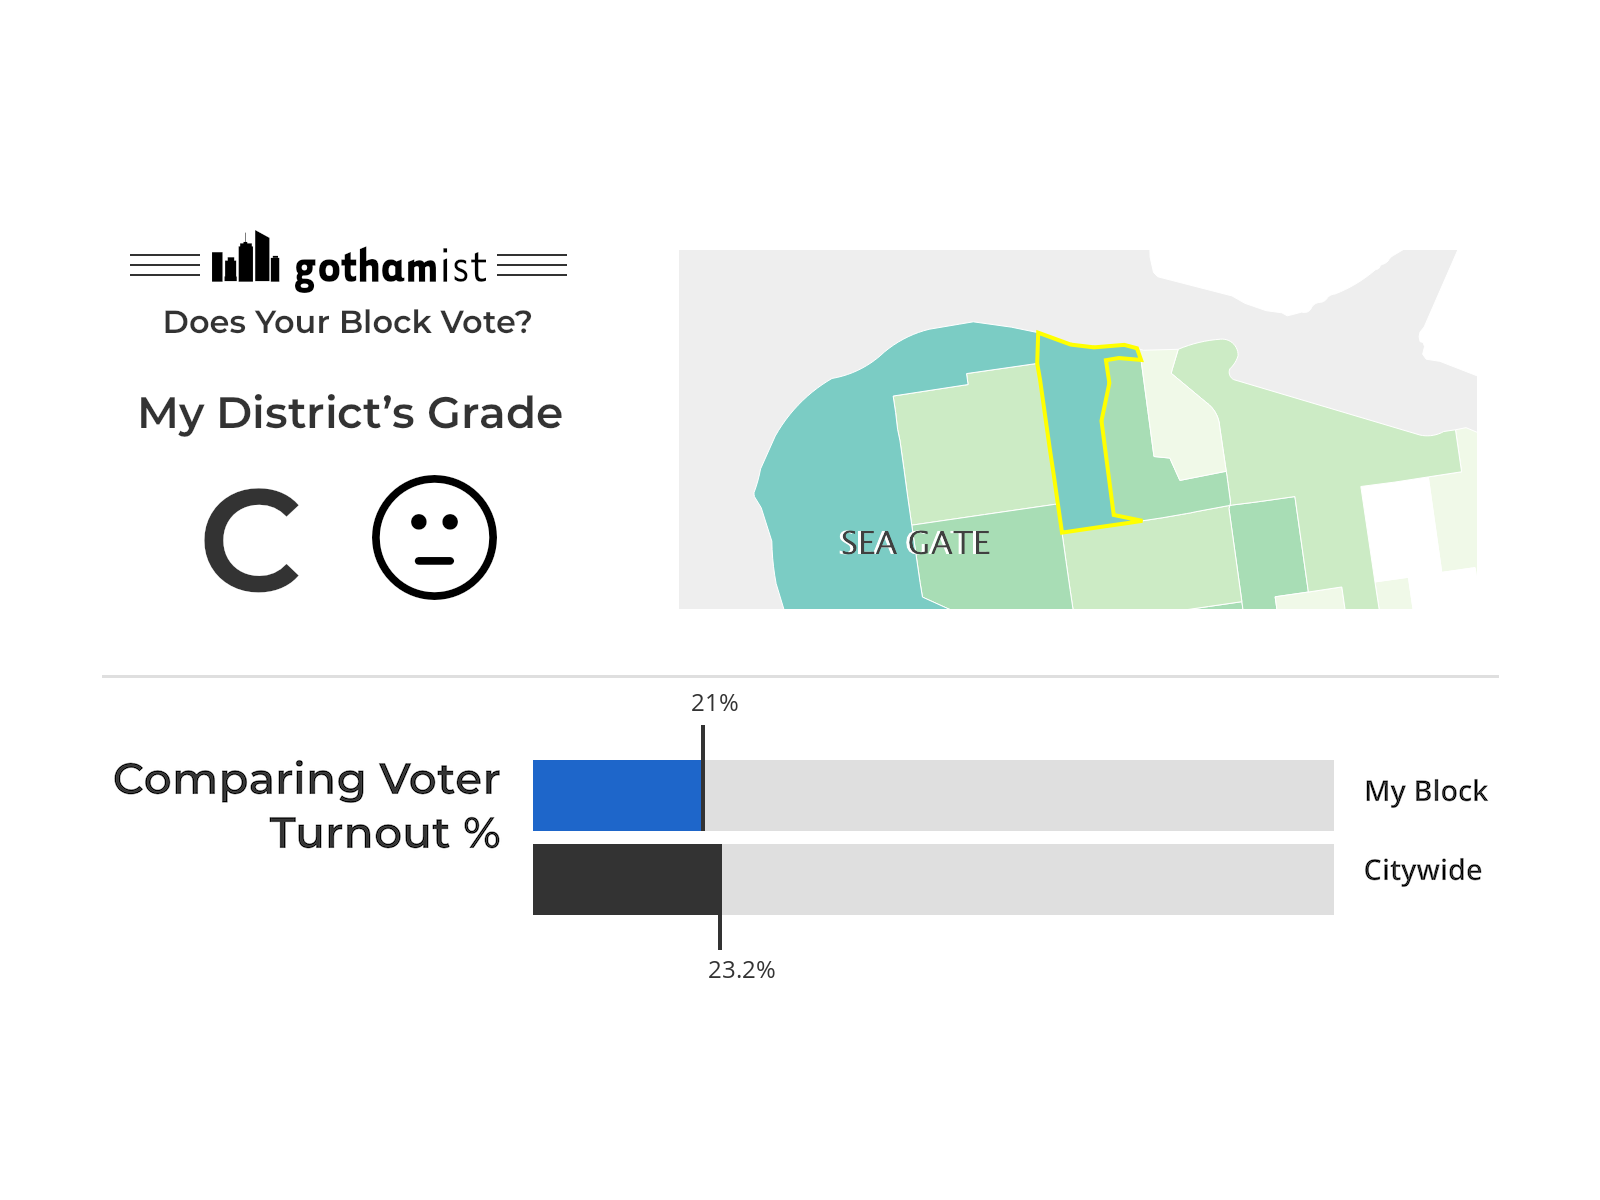 gothamist
Does Your Block Vote?
My District’s Grade
C
SEA GATE
21%
Comparing Voter
Turnout %
My Block
Citywide
23.2%